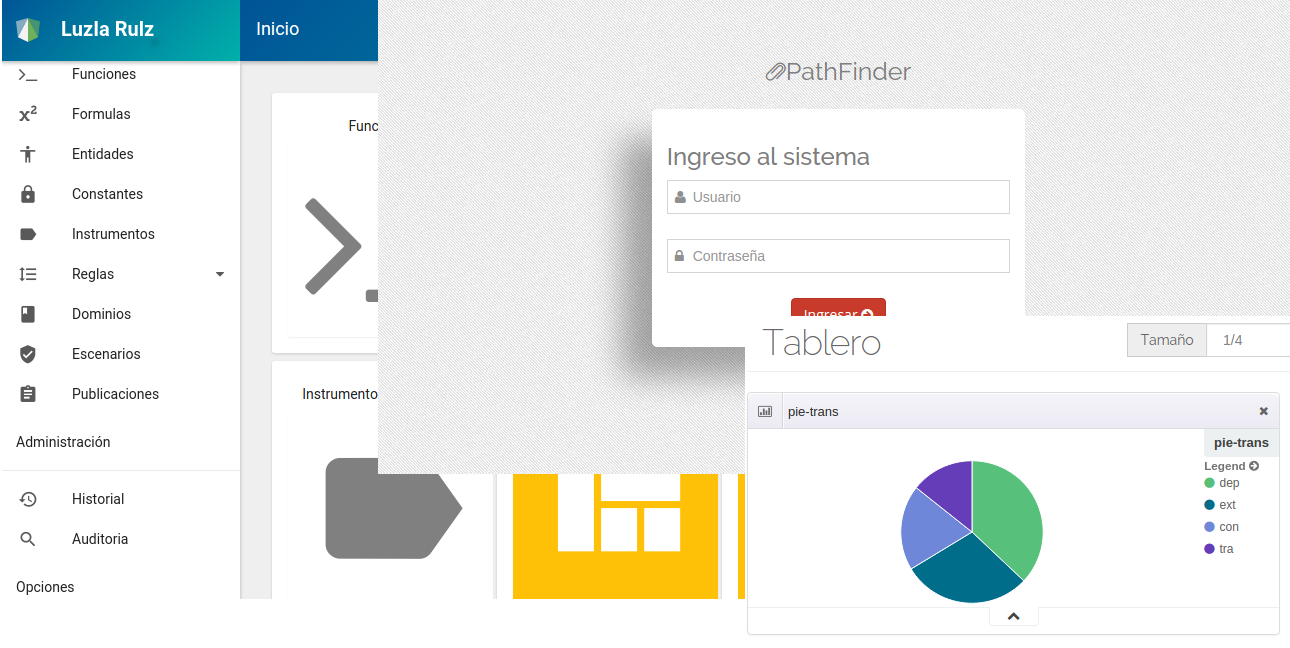 Luzla Rulz
Inicio
Funciones
Formulas
Entidades
Constantes
Instrumentos
Reglas
Dominios
Escenarios
Publicaciones
Administración
Historial
Auditoria
Opciones
Func
Instrumento
PathFinder
Ingreso al sistema
Usuario
Contraseña
Ingresar
Tablero
Tamaño 1/4
pie-trans
pie-trans
Legend
dep
ext
con
tra